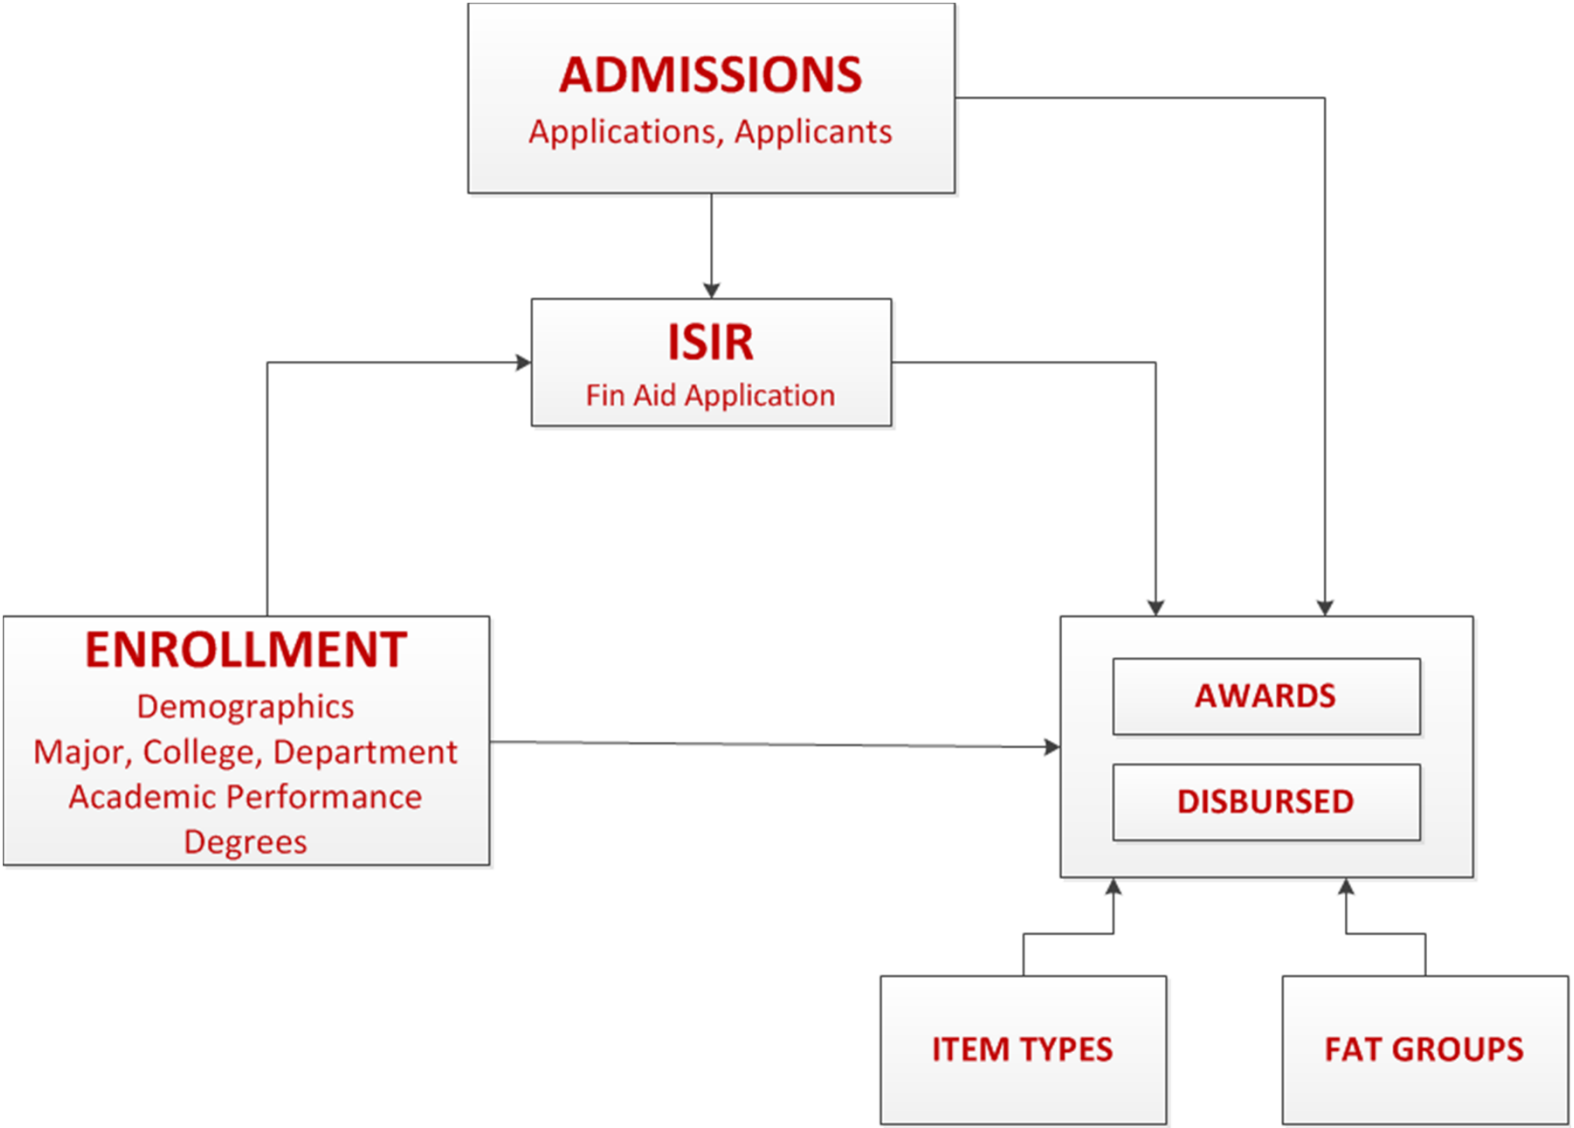 ADMISSIONS
Applications, Applicants
ISIR
Fin Aid Application
ENROLLMENT
Demographics
Major, College, Department
Academic Performance
Degrees
AWARDS
DISBURSED
ITEM TYPES
FAT GROUPS